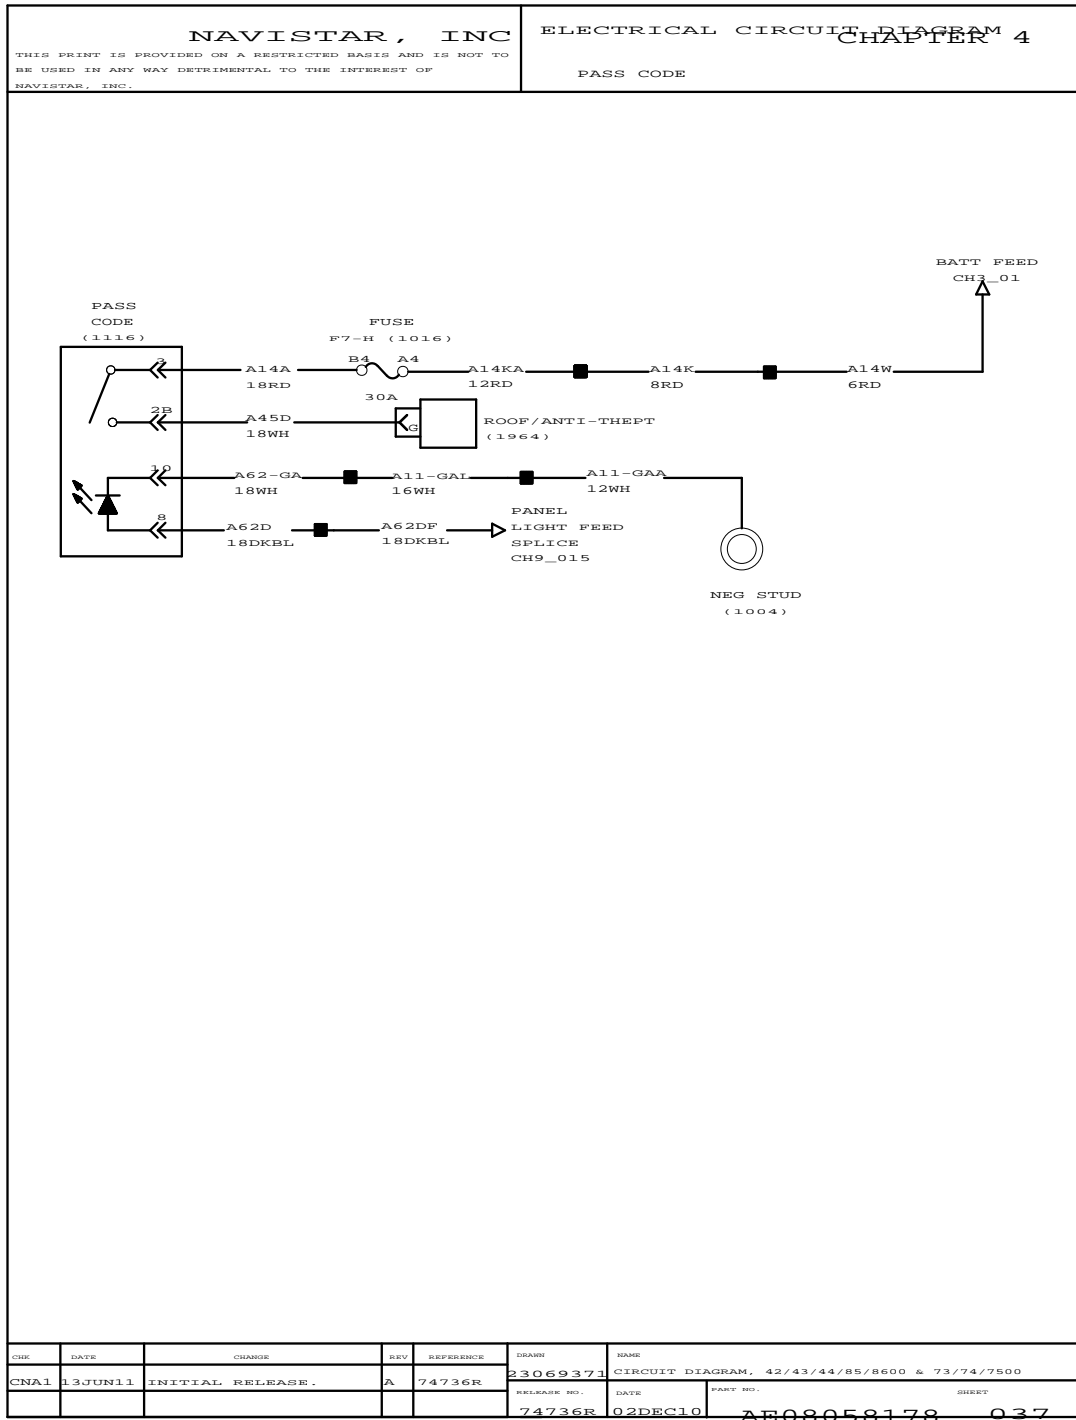 NAVISTAR, INC
THIS PRINT IS PROVIDED ON A RESTRICTED BASIS AND IS NOT TO
BE USED IN ANY WAY DETRIMENTAL TO THE INTEREST OF
NAVISTAR, INC.
ELECTRICAL CIRCUIT DIAGRAM
CHAPTER 4
PASS CODE
BATT FEED
CH3_01
PASS
CODE
(1116)
FUSE
F7-H (1016)
3
A14A
18RD
B4
A4
30A
A14KA
12RD
A14K
8RD
A14W
6RD
2B
A45D
18WH
G
ROOF/ANTI-THEPT
(1964)
10
A62-GA
18WH
A11-GAL
16WH
A11-GAA
12WH
8
A62D
18DKBL
A62DF
18DKBL
PANEL
LIGHT FEED
SPLICE
CH9_015
NEG STUD
(1004)
CHK
DATE
CHANGE
REV
REFERENCE
CNA1
13JUN11
INITIAL RELEASE.
A
74736R
DRAWN
23069371
NAME
CIRCUIT DIAGRAM, 42/43/44/85/8600 & 73/74/7500
RELEASE NO.
74736R
DATE
02DEC10
PART NO.
AE08058178
SHEET
037